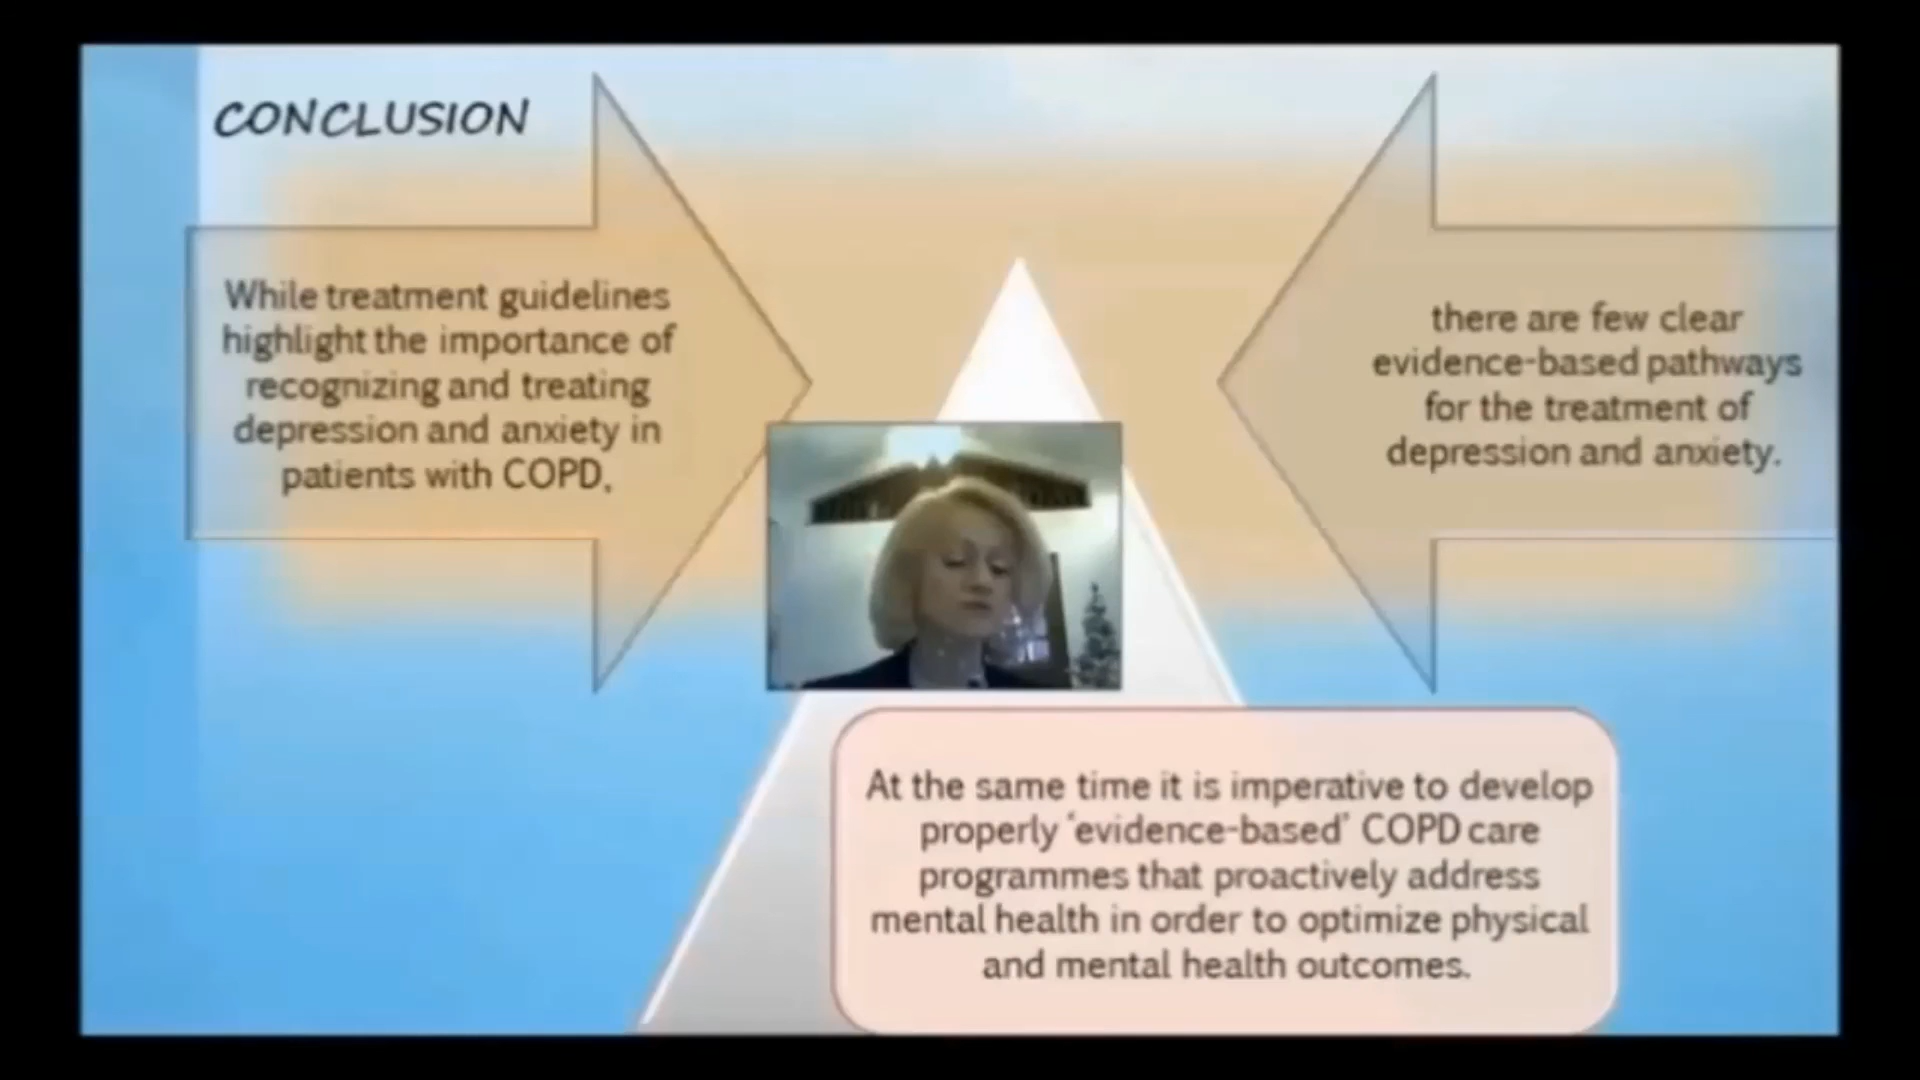 CONCLUSION
While treatment guidelines
highlight the importance of
recognizing and treating
depression and anxiety in
patients with COPD,
there are few clear
evidence-based pathways
for the treatment of
depression and anxiety.
At the same time it is imperative to develop
properly ‘evidence-based’ COPD care
programmes that proactively address
mental health in order to optimize physical
and mental health outcomes.